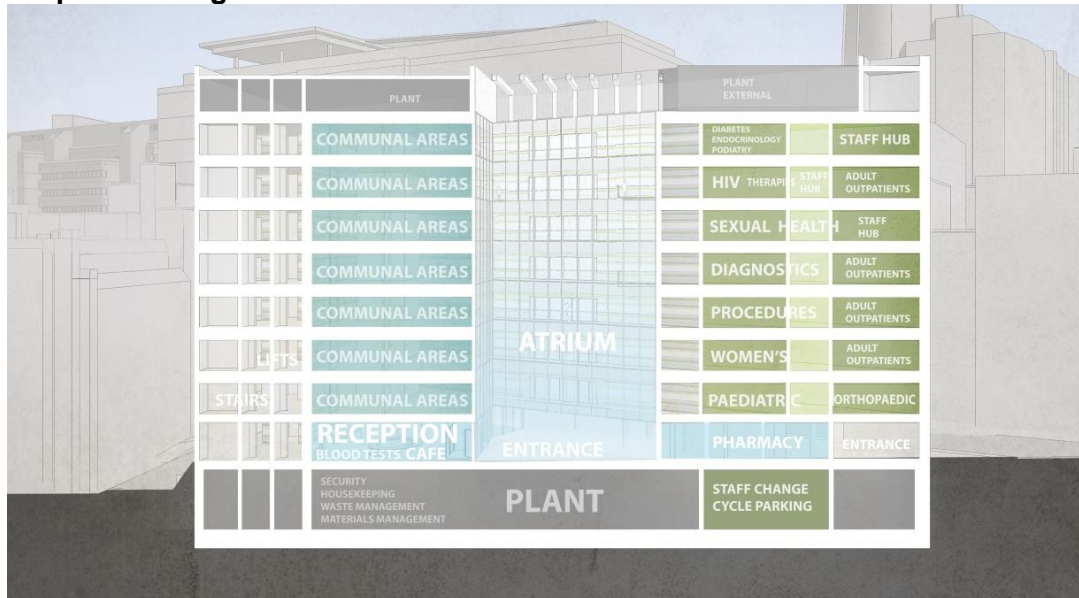 PLANT
PLANT
EXTERNAL
COMMUNAL AREAS
DIABETES
ENDOCRINOLOGY
PODIATRY
STAFF HUB
COMMUNAL AREAS
HIV THERAPIES
STAFF
HUB
ADULT
OUTPATIENTS
COMMUNAL AREAS
SEXUAL HEALTH
STAFF
HUB
COMMUNAL AREAS
DIAGNOSTICS
ADULT
OUTPATIENTS
COMMUNAL AREAS
PROCEDURES
ADULT
OUTPATIENTS
LIFTS
COMMUNAL AREAS
ATRIUM
WOMEN'S
ADULT
OUTPATIENTS
STAIRS
COMMUNAL AREAS
PAEDIATRIC
ORTHOPAEDIC
RECEPTION
BLOOD TESTS CAFE
ENTRANCE
PHARMACY
ENTRANCE
SECURITY
HOUSEKEEPING
WASTE MANAGEMENT
MATERIALS MANAGEMENT
PLANT
STAFF CHANGE
CYCLE PARKING